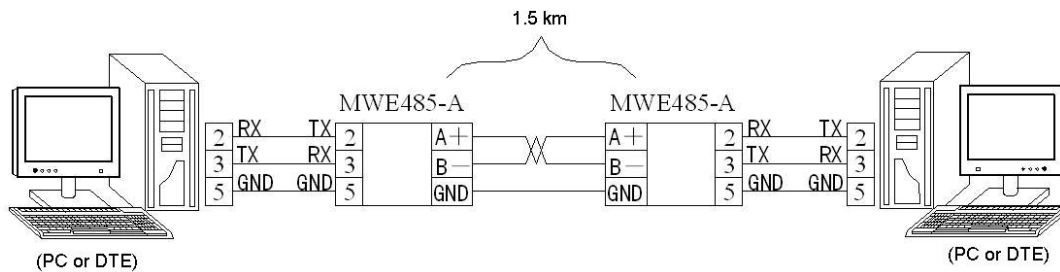 1.5 km
MWE485-A MWE485-A
2 RX TX 2 A+ A+ 2 RX TX 2
3 TX RX 3 B− B− 3 TX RX 3
5 GND GND 5 GND GND 5 GND GND 5
(PC or DTE) (PC or DTE)